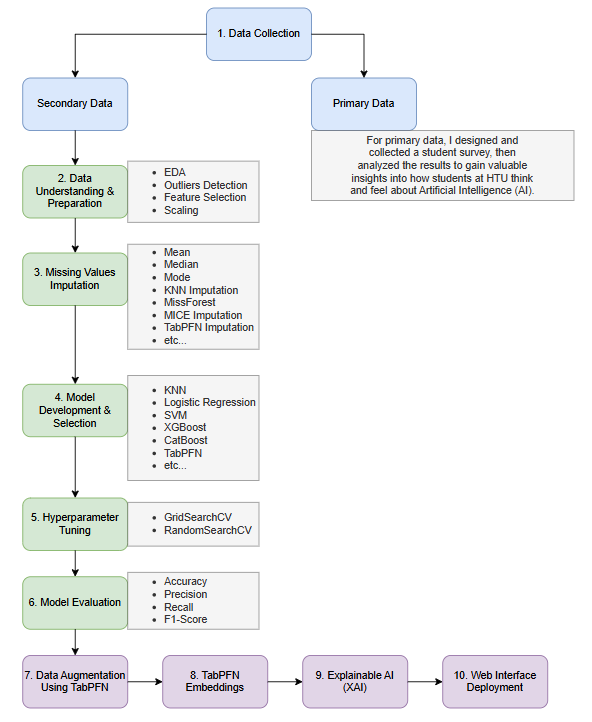 1. Data Collection
Secondary Data
Primary Data
For primary data, I designed and
collected a student survey, then
analyzed the results to gain valuable
insights into how students at HTU think
and feel about Artificial Intelligence (AI).
2. Data
Understanding &
Preparation
• EDA
• Outliers Detection
• Feature Selection
• Scaling
3. Missing Values
Imputation
• Mean
• Median
• Mode
• KNN Imputation
• MissForest
• MICE Imputation
• TabPFN Imputation
• etc...
4. Model
Development &
Selection
• KNN
• Logistic Regression
• SVM
• XGBoost
• CatBoost
• TabPFN
• etc...
5. Hyperparameter
Tuning
• GridSearchCV
• RandomSearchCV
6. Model Evaluation
• Accuracy
• Precision
• Recall
• F1-Score
7. Data Augmentation
Using TabPFN
8. TabPFN
Embeddings
9. Explainable AI
(XAI)
10. Web Interface
Deployment